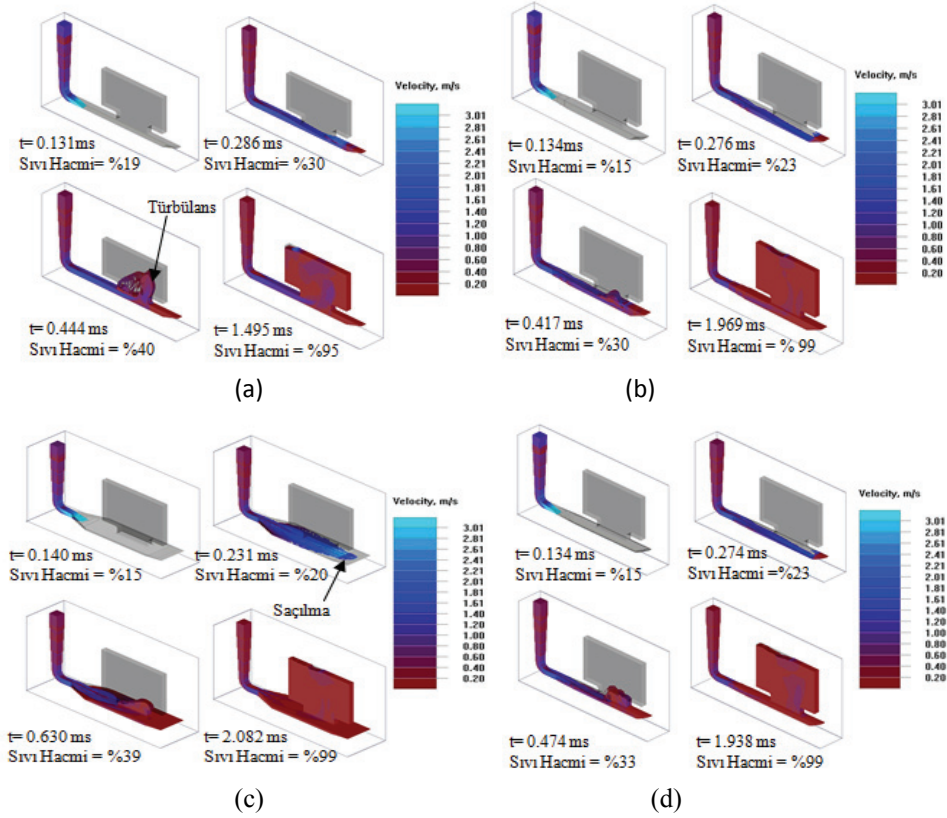 Velocity, m/s
3.01
2.81
2.61
2.41
2.21
2.01
1.81
1.61
1.40
1.20
1.00
0.80
0.60
0.40
0.20
t= 0.131ms
Sıvı Hacmi= %19
t= 0.286 ms
Sıvı Hacmi= %30
Türbülans
t= 0.444 ms
Sıvı Hacmi = %40
t= 1.495 ms
Sıvı Hacmi = %95
(a)
Velocity, m/s
3.01
2.81
2.61
2.41
2.21
2.01
1.81
1.61
1.40
1.20
1.00
0.80
0.60
0.40
0.20
t= 0.134ms
Sıvı Hacmi= %15
t= 0.276 ms
Sıvı Hacmi= %23
t= 0.417 ms
Sıvı Hacmi = %30
t= 1.969 ms
Sıvı Hacmi = % 99
(b)
Velocity, m/s
3.01
2.81
2.61
2.41
2.21
2.01
1.81
1.61
1.40
1.20
1.00
0.80
0.60
0.40
0.20
t= 0.140 ms
Sıvı Hacmi = %15
t= 0.231 ms
Sıvı Hacmi = %20
Saçılma
t= 0.630 ms
Sıvı Hacmi = %39
t= 2.082 ms
Sıvı Hacmi = %99
(c)
Velocity, m/s
3.01
2.81
2.61
2.41
2.21
2.01
1.81
1.61
1.40
1.20
1.00
0.80
0.60
0.40
0.20
t= 0.134 ms
Sıvı Hacmi = %15
t= 0.274 ms
Sıvı Hacmi =%23
t= 0.474 ms
Sıvı Hacmi = %33
t= 1.938 ms
Sıvı Hacmi = %99
(d)